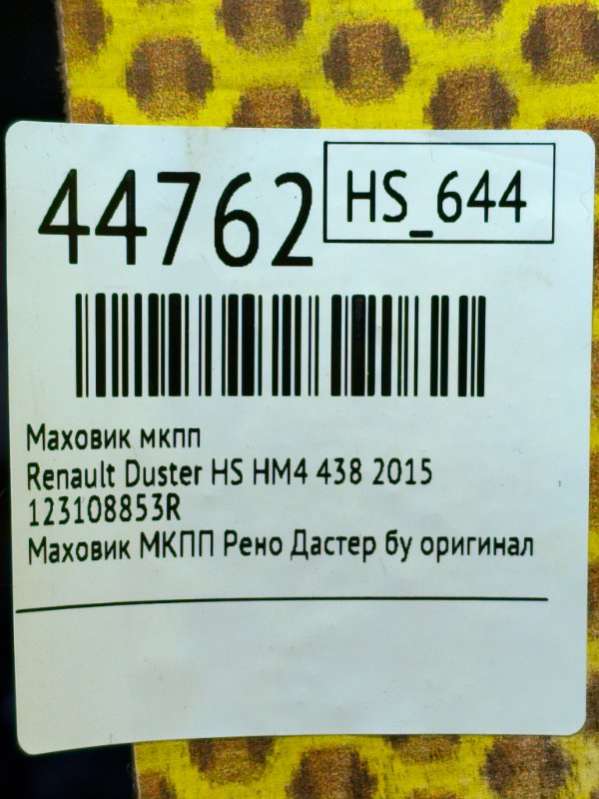 44762
HS_644
Маховик мкпп
Renault Duster HS HM4 438 2015
123108853R
Маховик МКПП Рено Дастер бу оригинал